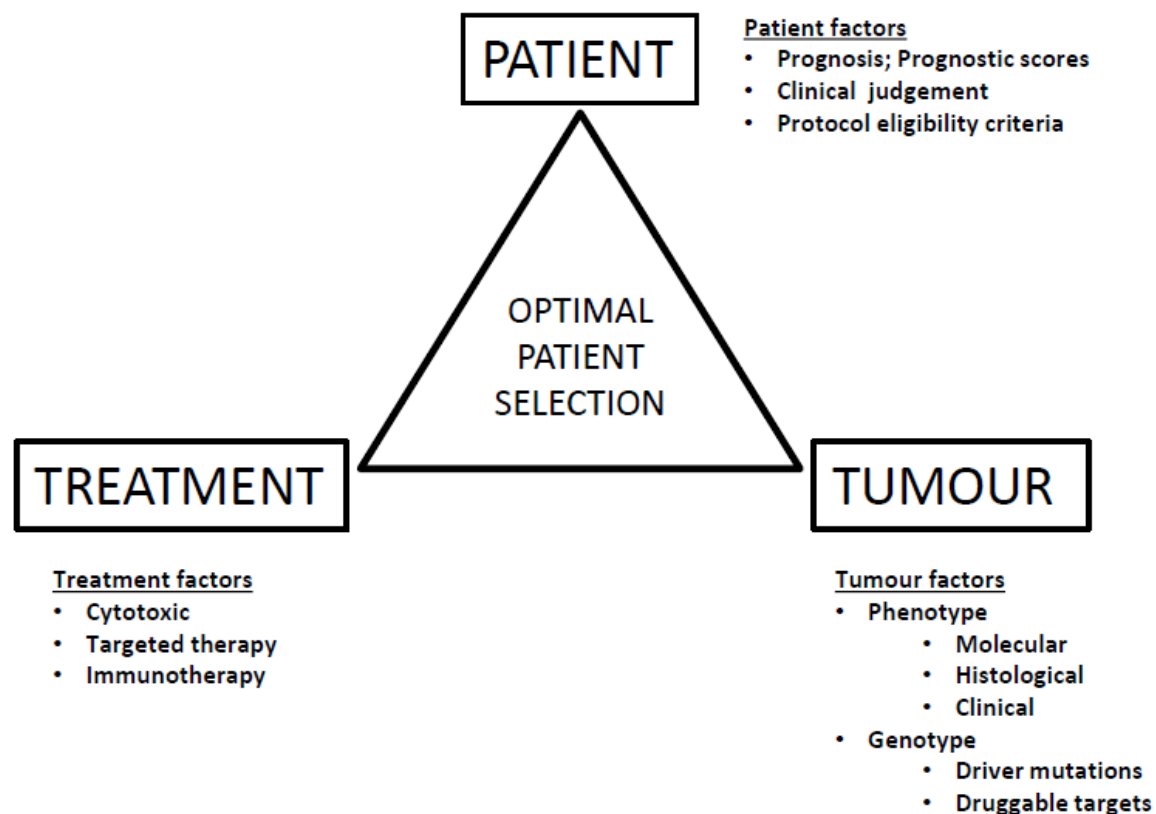 PATIENT
Patient factors
• Prognosis; Prognostic scores
• Clinical judgement
• Protocol eligibility criteria
OPTIMAL
PATIENT
SELECTION
TREATMENT
Treatment factors
• Cytotoxic
• Targeted therapy
• Immunotherapy
TUMOUR
Tumour factors
• Phenotype
• Molecular
• Histological
• Clinical
• Genotype
• Driver mutations
• Druggable targets